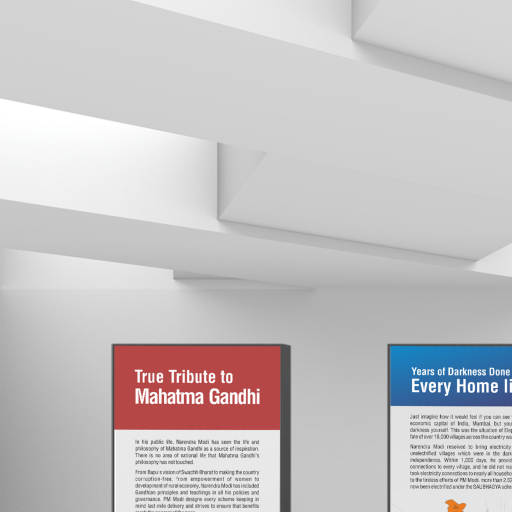 True Tribute to
Mahatma Gandhi
In his public life, Narendra Modi has seen the life and
philosophy of Mahatma Gandhi as a source of inspiration.
There is no area of national life that Mahatma Gandhi's
philosophy has not touched.
From Bapu's vision of Swachh Bharat to making the country
corruption-free, from empowerment of women to
development of rural economy, Narendra Modi has included
Gandhian principles and teachings in all his policies and
governance. PM Modi designs every scheme keeping in
mind last mile delivery and strives to ensure that benefits
Years of Darkness Done
Every Home li
Just imagine how it would feel if you can see
economic capital of India, Mumbai, but you
darkness yourself. This was the situation of
fate of over 18,000 villages across the country
Narendra Modi resolved to bring electricity
unelectrified villages which were in the dark
independence. Within 1,000 days, he provid
connections to every village, and he did not
took electricity connections to nearly all househo
to the tireless efforts of PM Modi, more than 2.6
now been electrified under the SAUBHAGYA sche